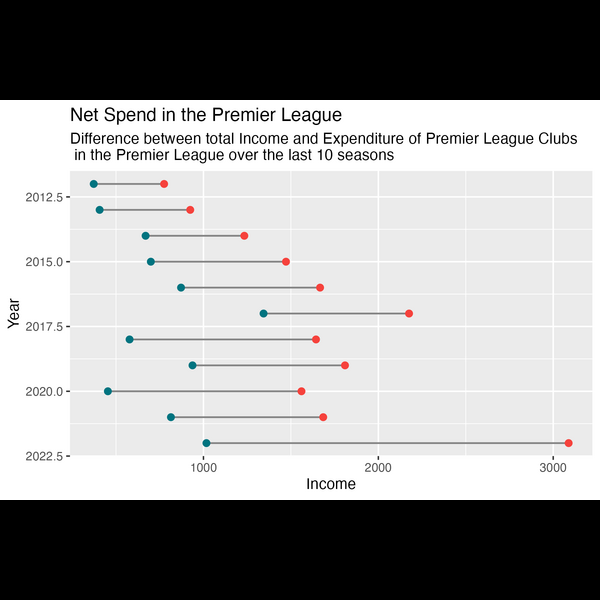 Net Spend in the Premier League
Difference between total Income and Expenditure of Premier League Clubs
in the Premier League over the last 10 seasons
2012.5
2015.0
2017.5
2020.0
2022.5
Year
1000 2000 3000
Income